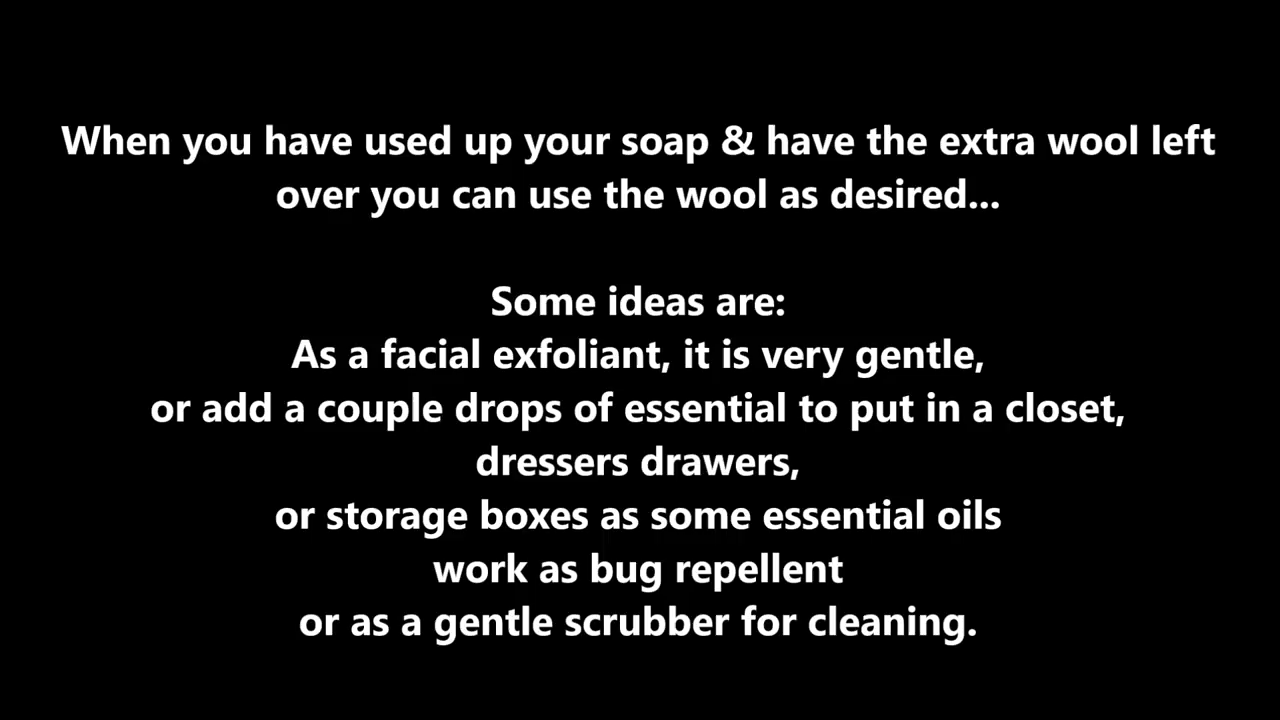 When you have used up your soap & have the extra wool left
over you can use the wool as desired...
Some ideas are:
As a facial exfoliant, it is very gentle,
or add a couple drops of essential to put in a closet,
dressers drawers,
or storage boxes as some essential oils
work as bug repellent
or as a gentle scrubber for cleaning.